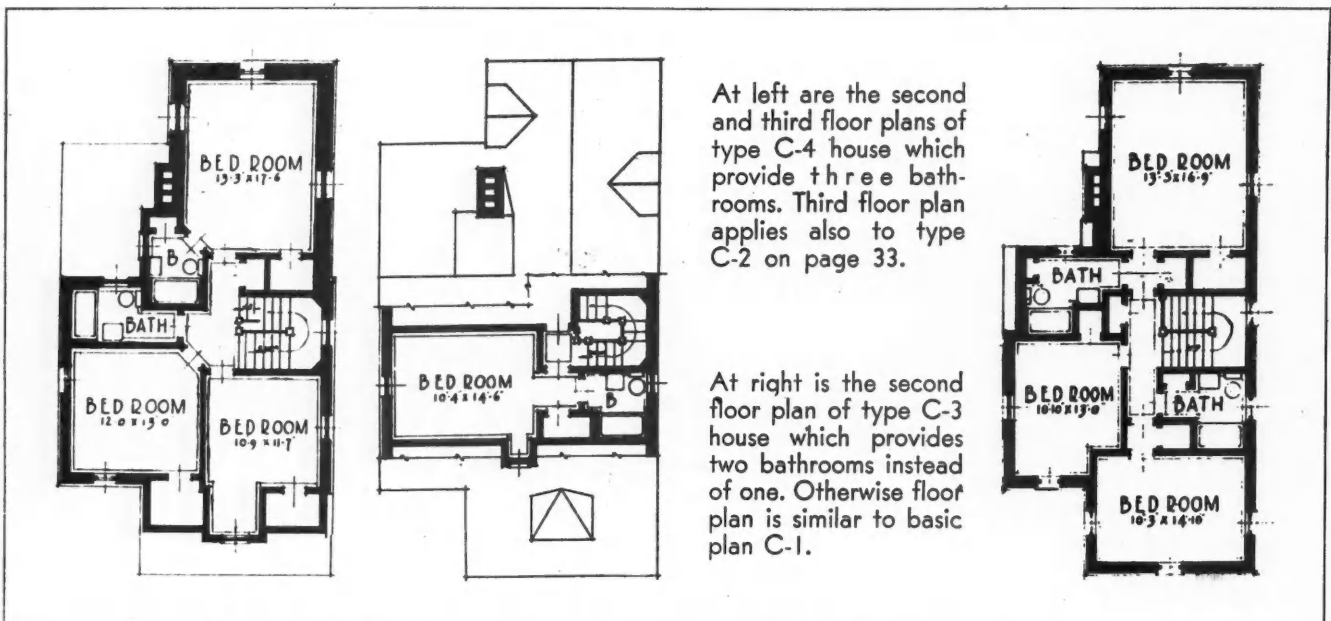 BED ROOM
13-3 x 17-6
B
BATH
BED ROOM
12-0 x 13-0
BED ROOM
10-9 x 11-7
BED ROOM
10-4 x 14-6
B
At left are the second
and third floor plans of
type C-4 house which
provide three bath-
rooms. Third floor plan
applies also to type
C-2 on page 33.
At right is the second
floor plan of type C-3
house which provides
two bathrooms instead
of one. Otherwise floor
plan is similar to basic
plan C-1.
BED ROOM
13-3 x 16-9
BATH
BED ROOM
10-10 x 13-0
BATH
BED ROOM
10-3 x 14-10